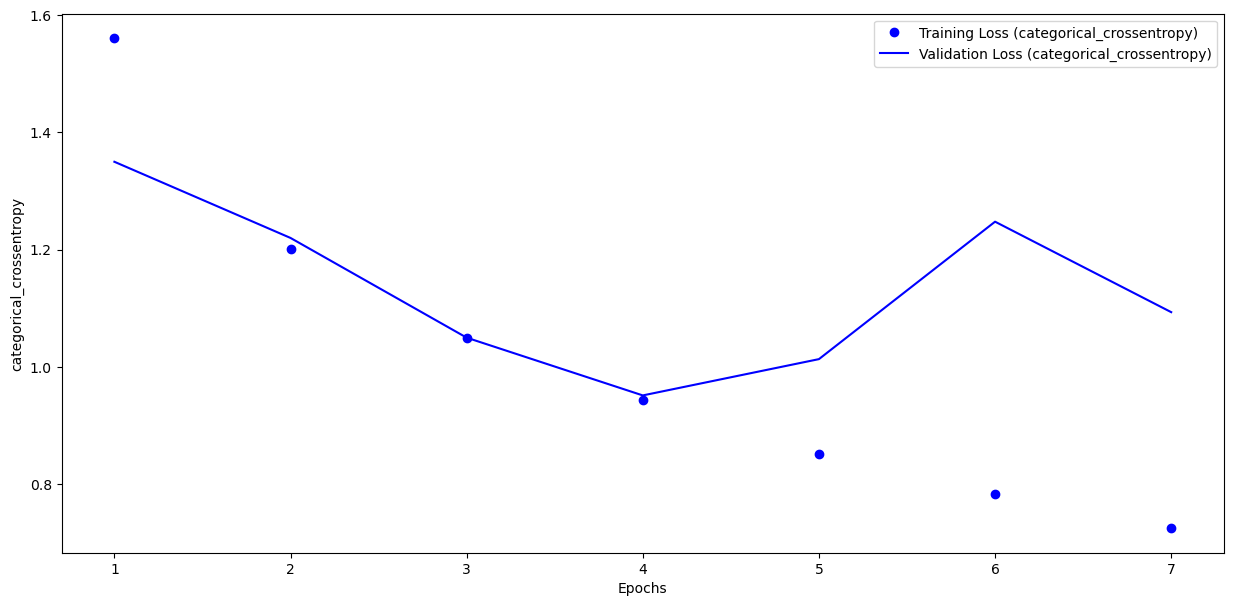 1.6
1.4
1.2
1.0
0.8
categorical_crossentropy
Training Loss (categorical_crossentropy)
Validation Loss (categorical_crossentropy)
1 2 3 4 5 6 7
Epochs